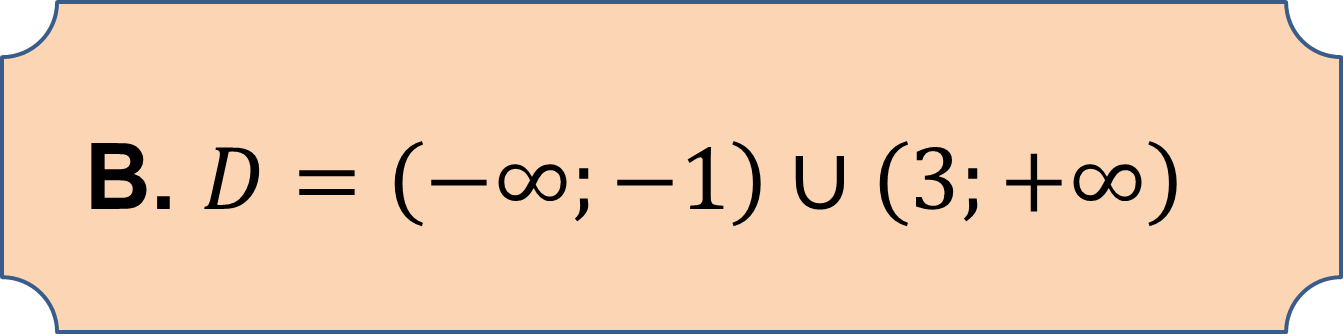 B. 𝐷 = (−∞; −1) ∪ (3; +∞)